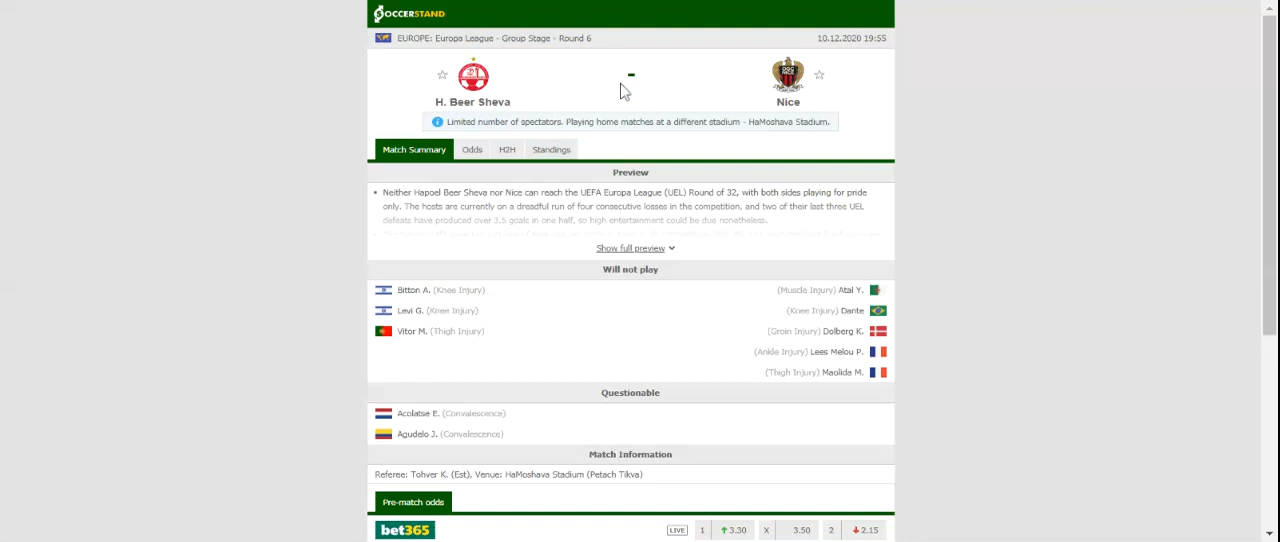 SOCCERSTAND
EUROPE: Europa League - Group Stage - Round 6 10.12.2020 19:55
-
H. Beer Sheva Nice
Limited number of spectators. Playing home matches at a different stadium - HaMoshava Stadium.
Match Summary Odds H2H Standings
Preview
Neither Hapoel Beer Sheva nor Nice can reach the UEFA Europa League (UEL) Round of 32, with both sides playing for pride
only. The hosts are currently on a dreadful run of four consecutive losses in the competition, and two of their last three UEL
defeats have produced over 3.5 goals in one half, so high entertainment could be due nonetheless.
Show full preview
Will not play
Bitton A. (Knee Injury) (Muscle Injury) Atal Y.
Levi G. (Knee Injury) (Knee Injury) Dante
Vitor M. (Thigh Injury) (Groin Injury) Dolberg K.
(Ankle Injury) Lees Melou P.
(Thigh Injury) Maolida M.
Questionable
Acolatse E. (Convalescence)
Agudelo J. (Convalescence)
Match Information
Referee: Tohver K. (Est), Venue: HaMoshava Stadium (Petach Tikva)
Pre-match odds
bet365 LIVE 1 3.30 X 3.50 2 2.15